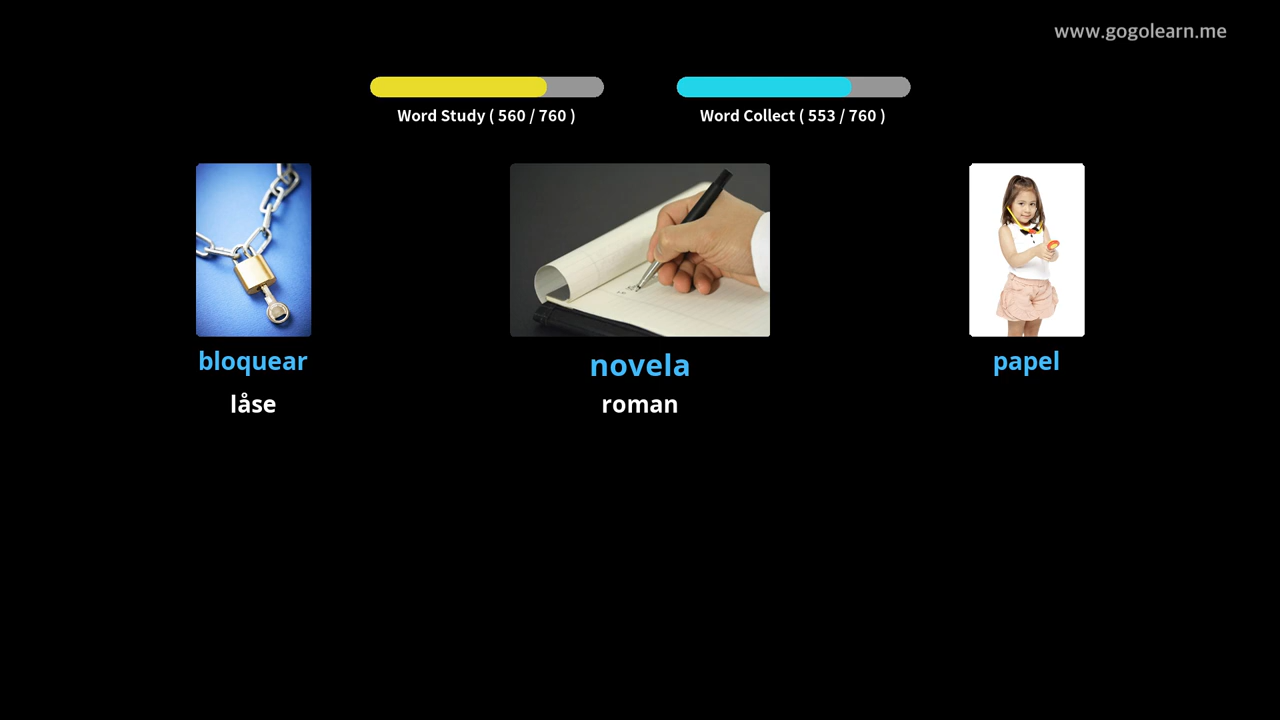 www.gogolearn.me
Word Study ( 560 / 760 )
Word Collect ( 553 / 760 )
bloquear
novela
papel
låse
roman